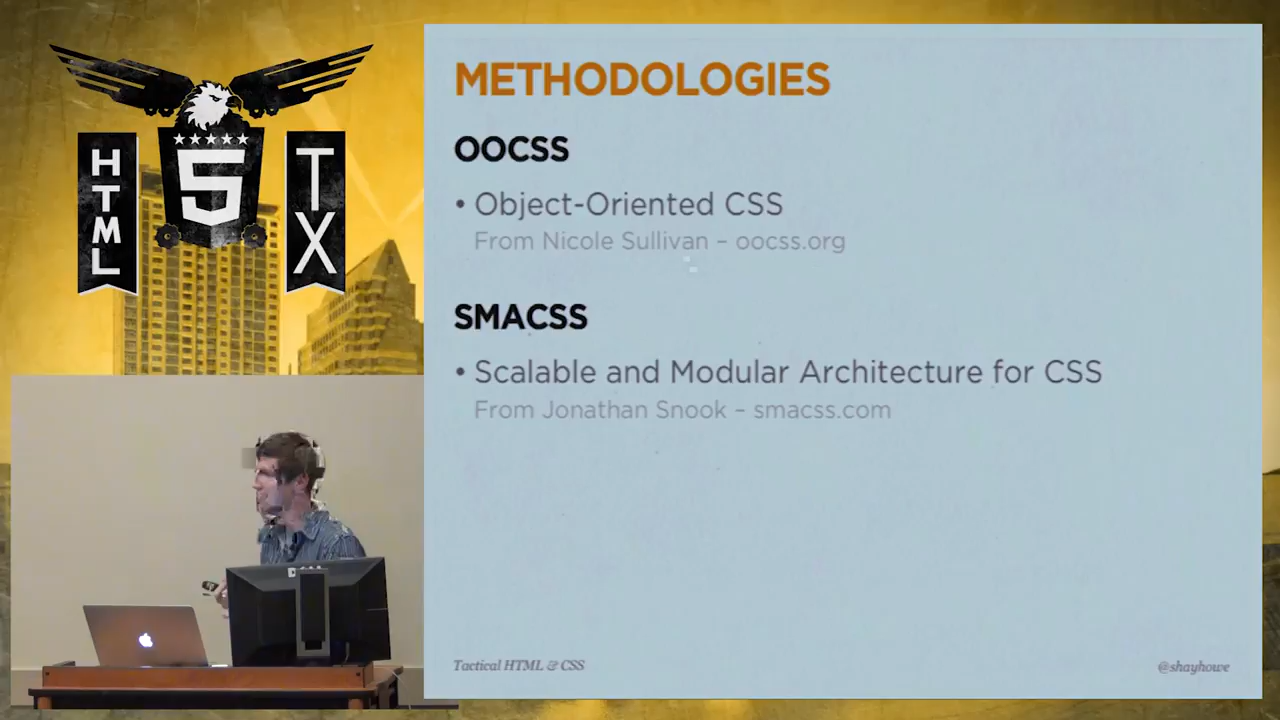 HTML
5
TX
METHODOLOGIES
OOCSS
• Object-Oriented CSS
From Nicole Sullivan – oocss.org
SMACSS
• Scalable and Modular Architecture for CSS
From Jonathan Snook – smacss.com
Tactical HTML & CSS
@shayhowe